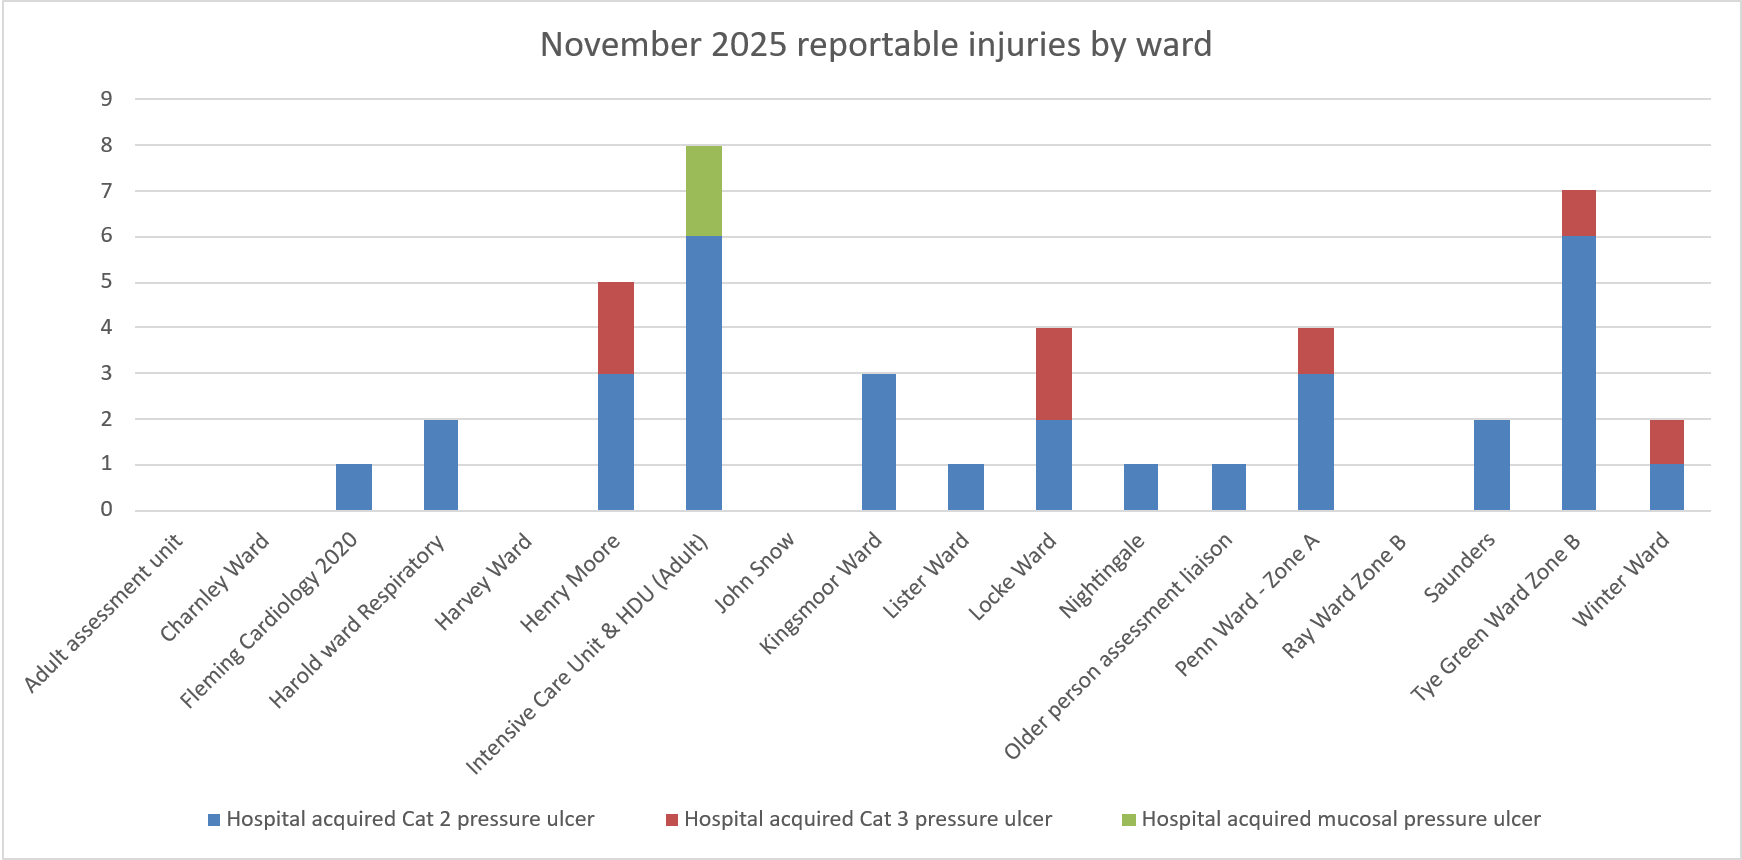 November 2025 reportable injuries by ward
9
8
7
6
5
4
3
2
1
0
Adult assessment unit
Charnley Ward
Fleming Cardiology 2020
Harold ward Respiratory
Harvey Ward
Henry Moore
Intensive Care Unit & HDU (Adult)
John Snow
Kingsmoor Ward
Lister Ward
Locke Ward
Nightingale
Older person assessment liaison
Penn Ward - Zone A
Ray Ward Zone B
Saunders
Tye Green Ward Zone B
Winter Ward
Hospital acquired Cat 2 pressure ulcer
Hospital acquired Cat 3 pressure ulcer
Hospital acquired mucosal pressure ulcer